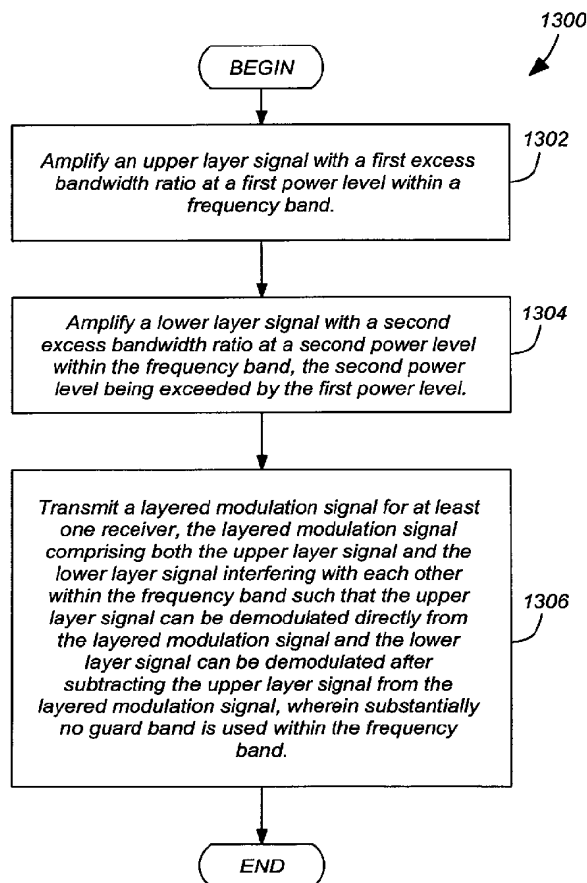 1300
BEGIN
Amplify an upper layer signal with a first excess
bandwidth ratio at a first power level within a
frequency band.
1302
Amplify a lower layer signal with a second
excess bandwidth ratio at a second power level
within the frequency band, the second power
level being exceeded by the first power level.
1304
Transmit a layered modulation signal for at least
one receiver, the layered modulation signal
comprising both the upper layer signal and the
lower layer signal interfering with each other
within the frequency band such that the upper
layer signal can be demodulated directly from
the layered modulation signal and the lower
layer signal can be demodulated after
subtracting the upper layer signal from the
layered modulation signal, wherein substantially
no guard band is used within the frequency
band.
1306
END